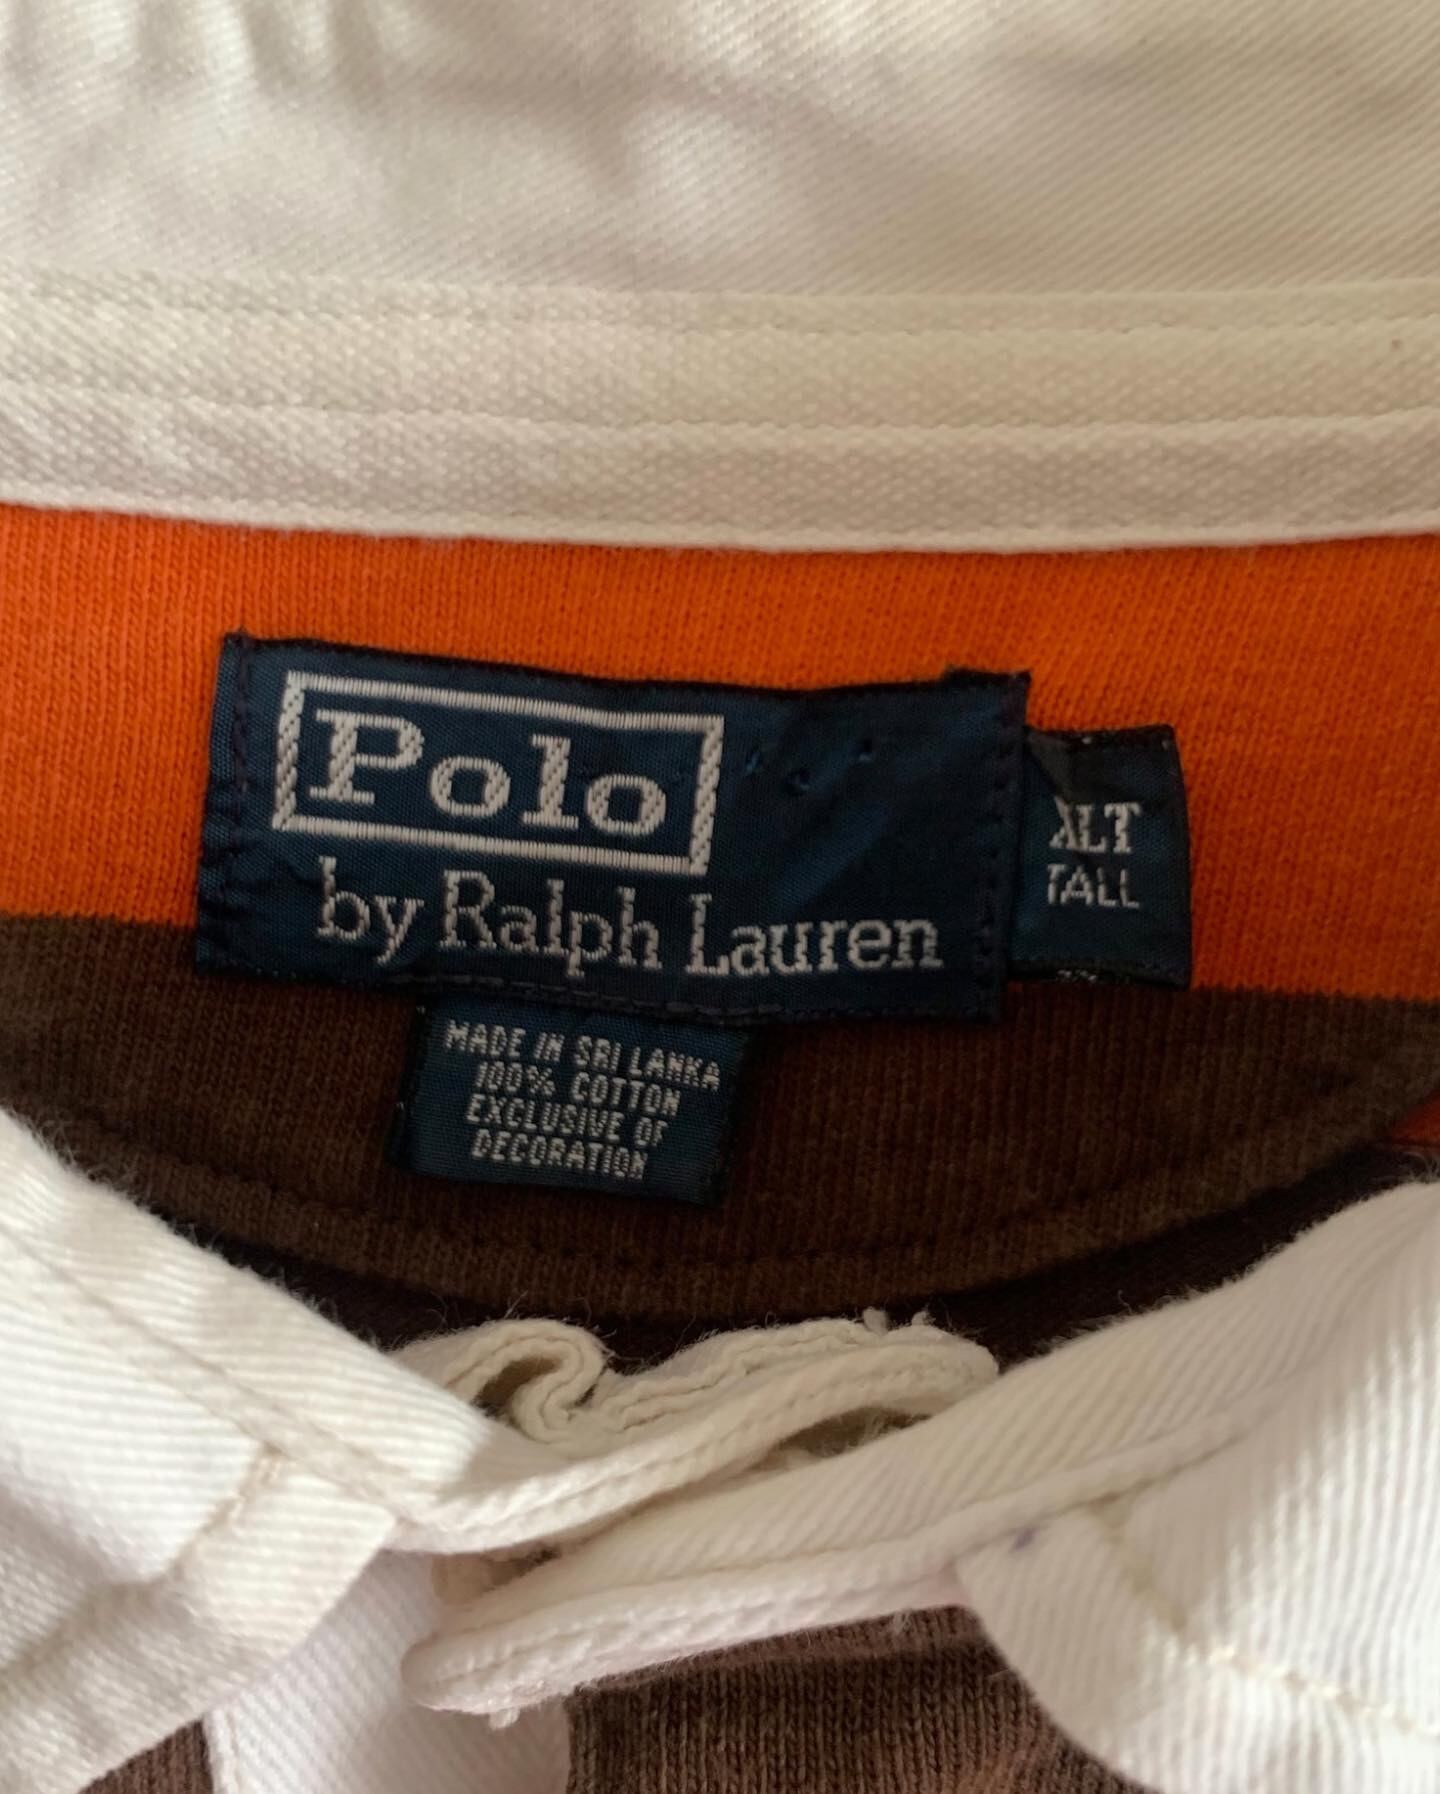 Polo
by Ralph Lauren
XLT
TALL
MADE IN SRI LANKA
100% COTTON
EXCLUSIVE OF
DECORATION